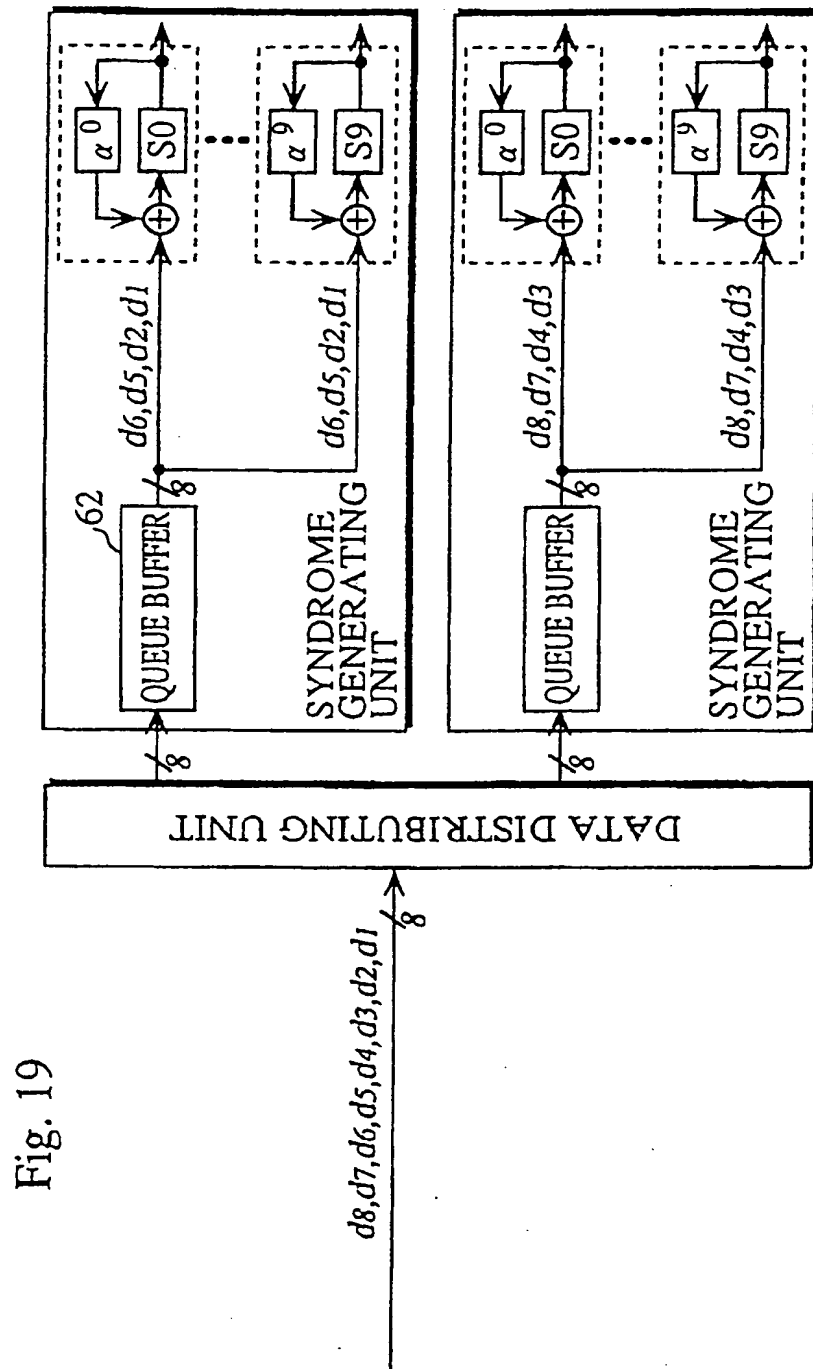 Fig. 19
d8,d7,d6,d5,d4,d3,d2,d1
8
DATA DISTRIBUTING UNIT
8
62
QUEUE BUFFER
8
SYNDROME
GENERATING
UNIT
d6,d5,d2,d1
d6,d5,d2,d1
α0
S0
α9
S9
8
QUEUE BUFFER
8
SYNDROME
GENERATING
UNIT
d8,d7,d4,d3
d8,d7,d4,d3
α0
S0
α9
S9